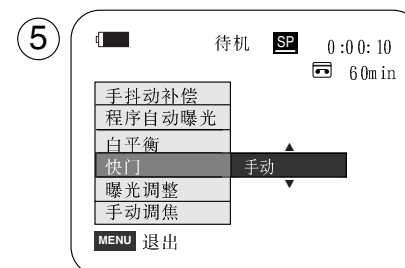 ⑤
待机 SP 0:00:10
60min
手抖动补偿
程序自动曝光
白平衡
快门 手动
曝光调整
手动调焦
MENU 退出